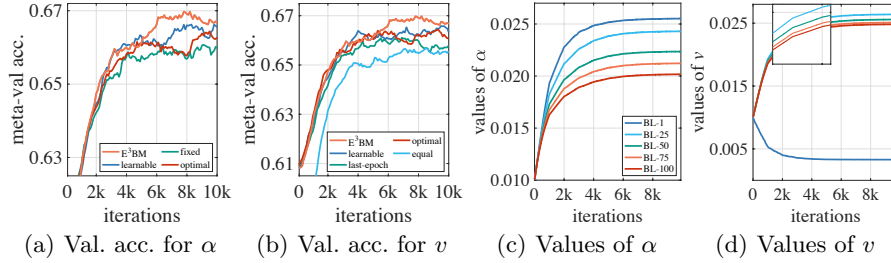 0.67
0.65
0.63
meta-val acc.
E³BM
learnable
fixed
optimal
0 2k 4k 6k 8k 10k
iterations
(a) Val. acc. for α
0.67
0.65
0.63
0.61
meta-val acc.
E³BM
learnable
last-epoch
optimal
equal
0 2k 4k 6k 8k 10k
iterations
(b) Val. acc. for v
0.025
0.020
0.015
0.010
values of α
BL-1
BL-25
BL-50
BL-75
BL-100
0 2k 4k 6k 8k
iterations
(c) Values of α
0.025
0.015
0.005
values of v
0 2k 4k 6k 8k
iterations
(d) Values of v